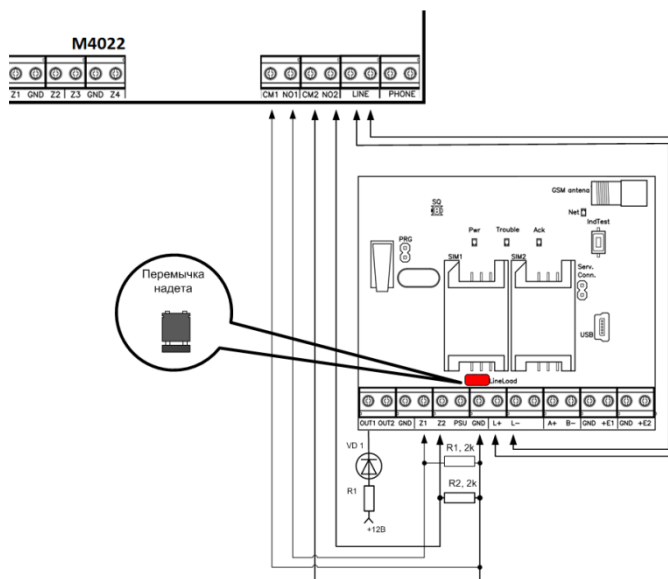 M4022
Z1 GND Z2 Z3 GND Z4
CM1 NO1 CM2 NO2 LINE PHONE
GSM antena
SQ
Net
IndTest
PRG
Pwr Trouble Ack
SIM1 SIM2
Serv.
Conn.
USB
Перемычка
надета
LineLoad
OUT1 OUT2 GND Z1 Z2 PSU GND L+ L- A+ B- GND +E1 GND +E2
VD 1
R1, 2k
R1
R2, 2k
+12В